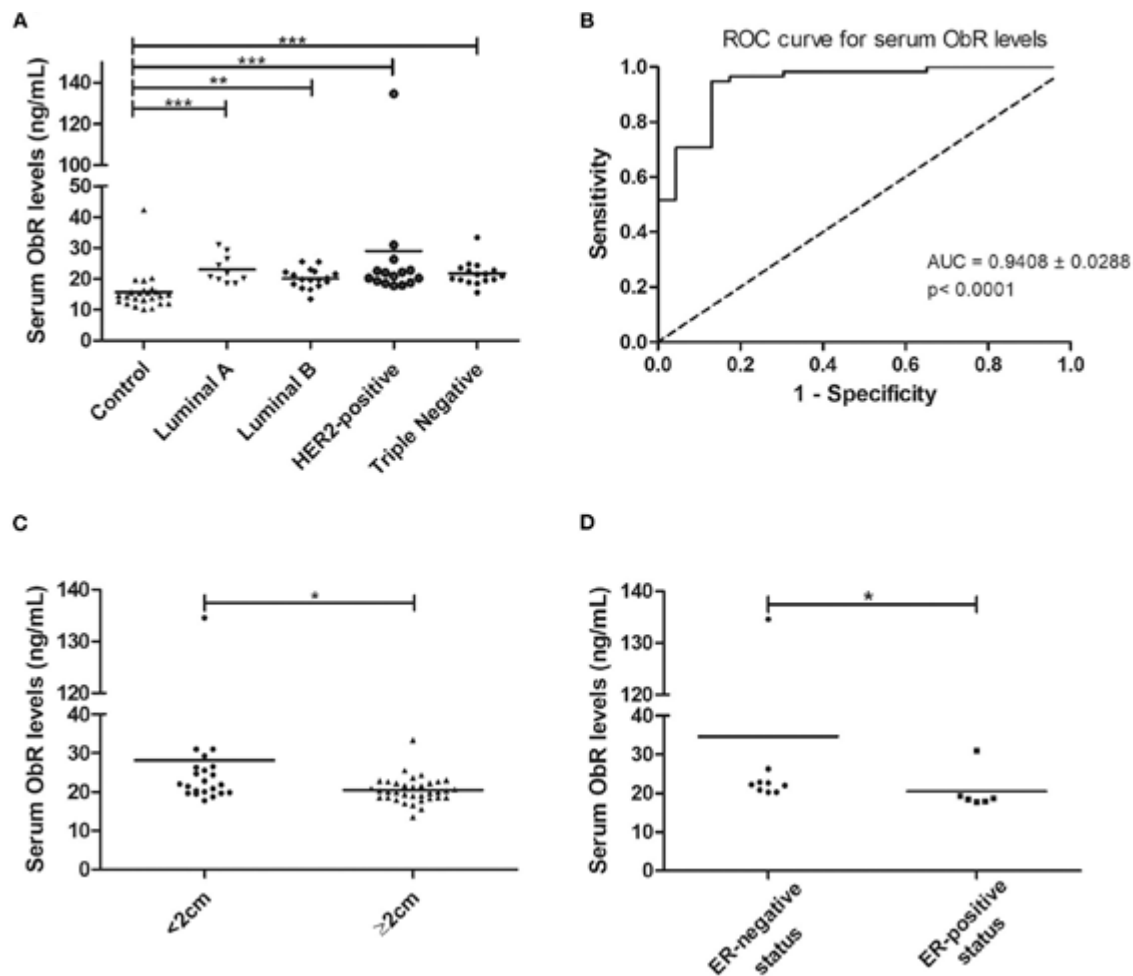 A
***
***
**
***
Serum ObR levels (ng/mL)
140
120
100
50
40
30
20
10
0
Control
Luminal A
Luminal B
HER2-positive
Triple Negative
B
ROC curve for serum ObR levels
1.0
0.8
0.6
0.4
0.2
0.0
Sensitivity
AUC = 0.9408 ± 0.0288
p< 0.0001
0.0 0.2 0.4 0.6 0.8 1.0
1 - Specificity
C
*
Serum ObR levels (ng/mL)
140
130
120
40
30
20
10
0
<2cm
≥2cm
D
*
Serum ObR levels (ng/mL)
140
130
120
40
30
20
10
0
ER-negative
status
ER-positive
status